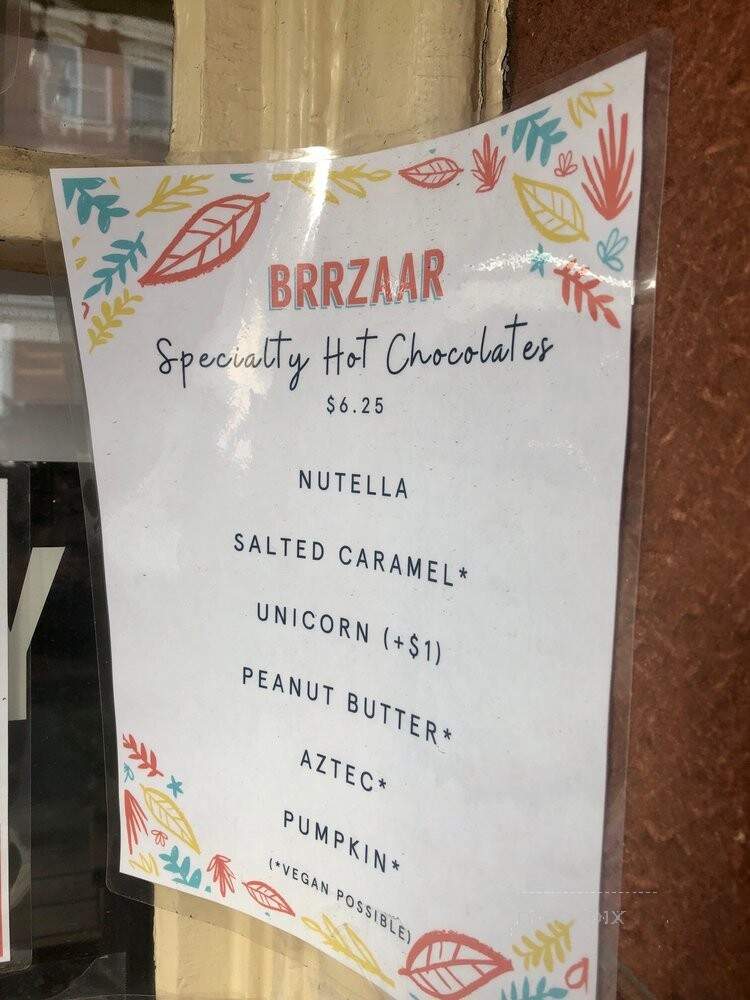 BRRZAAR
Specialty Hot Chocolates
$6.25
NUTELLA
SALTED CARAMEL*
UNICORN (+$1)
PEANUT BUTTER*
AZTEC*
PUMPKIN*
(*VEGAN POSSIBLE)
Y